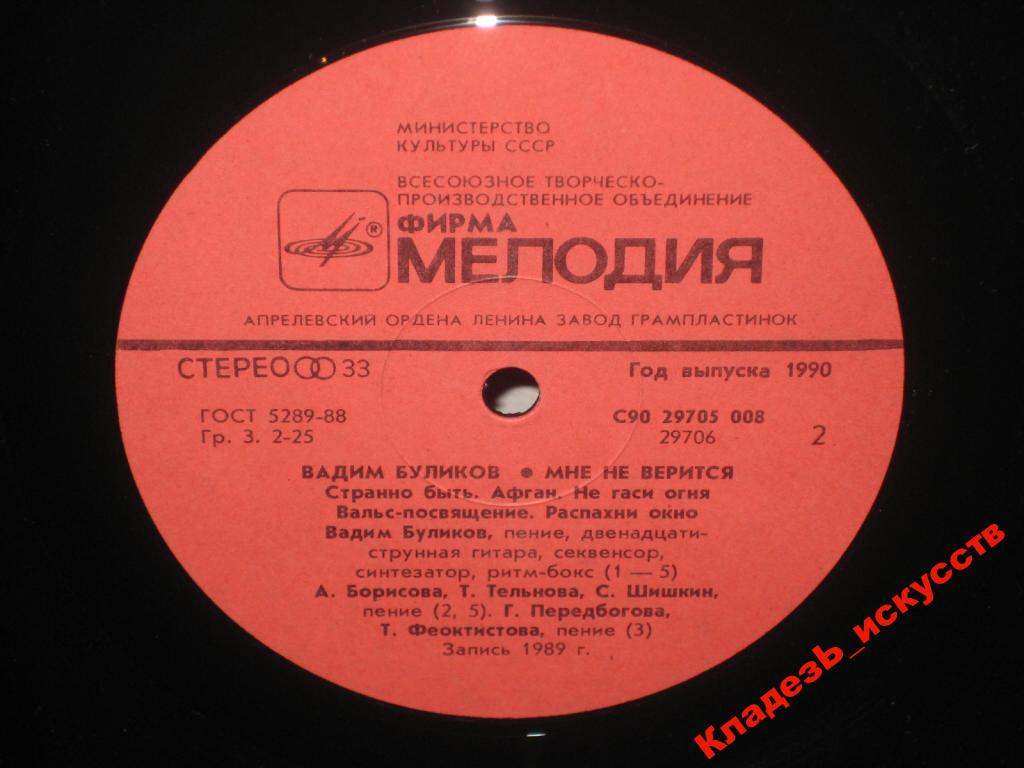 МИНИСТЕРСТВО
КУЛЬТУРЫ СССР
ВСЕСОЮЗНОЕ ТВОРЧЕСКО-
ПРОИЗВОДСТВЕННОЕ ОБЪЕДИНЕНИЕ
ФИРМА
® МЕЛОДИЯ
АПРЕЛЕВСКИЙ ОРДЕНА ЛЕНИНА ЗАВОД ГРАМПЛАСТИНОК
СТЕРЕО 33 Год выпуска 1990
ГОСТ 5289-88 С90 29705 008
Гр. 3. 2-25 29706 2
ВАДИМ БУЛИКОВ • МНЕ НЕ ВЕРИТСЯ
Странно быть. Афган. Не гаси огня
Вальс-посвящение. Распахни окно
Вадим Буликов, пение, двенадцати-
струнная гитара, секвенсор,
синтезатор, ритм-бокс (1 — 5)
А. Борисова, Т. Тельнова, С. Шишкин,
пение (2, 5). Г. Передбогова,
Т. Феоктистова, пение (3)
Запись 1989 г.
КладезЬ_искусств